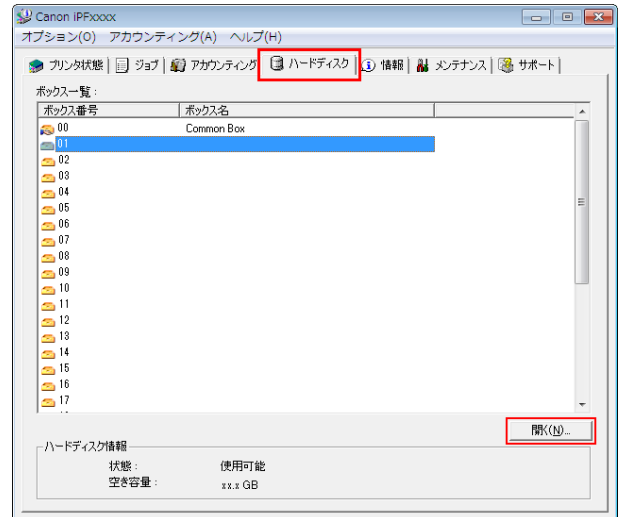 Canon iPFxxxx
オプション(O) アカウンティング(A) ヘルプ(H)
プリンタ状態 ジョブ アカウンティング ハードディスク 情報 メンテナンス サポート
ボックス一覧 :
ボックス番号 ボックス名
00 Common Box
01
02
03
04
05
06
07
08
09
10
11
12
13
14
15
16
17
開く(N)...
ハードディスク情報
状態 : 使用可能
空き容量 : xx.x GB